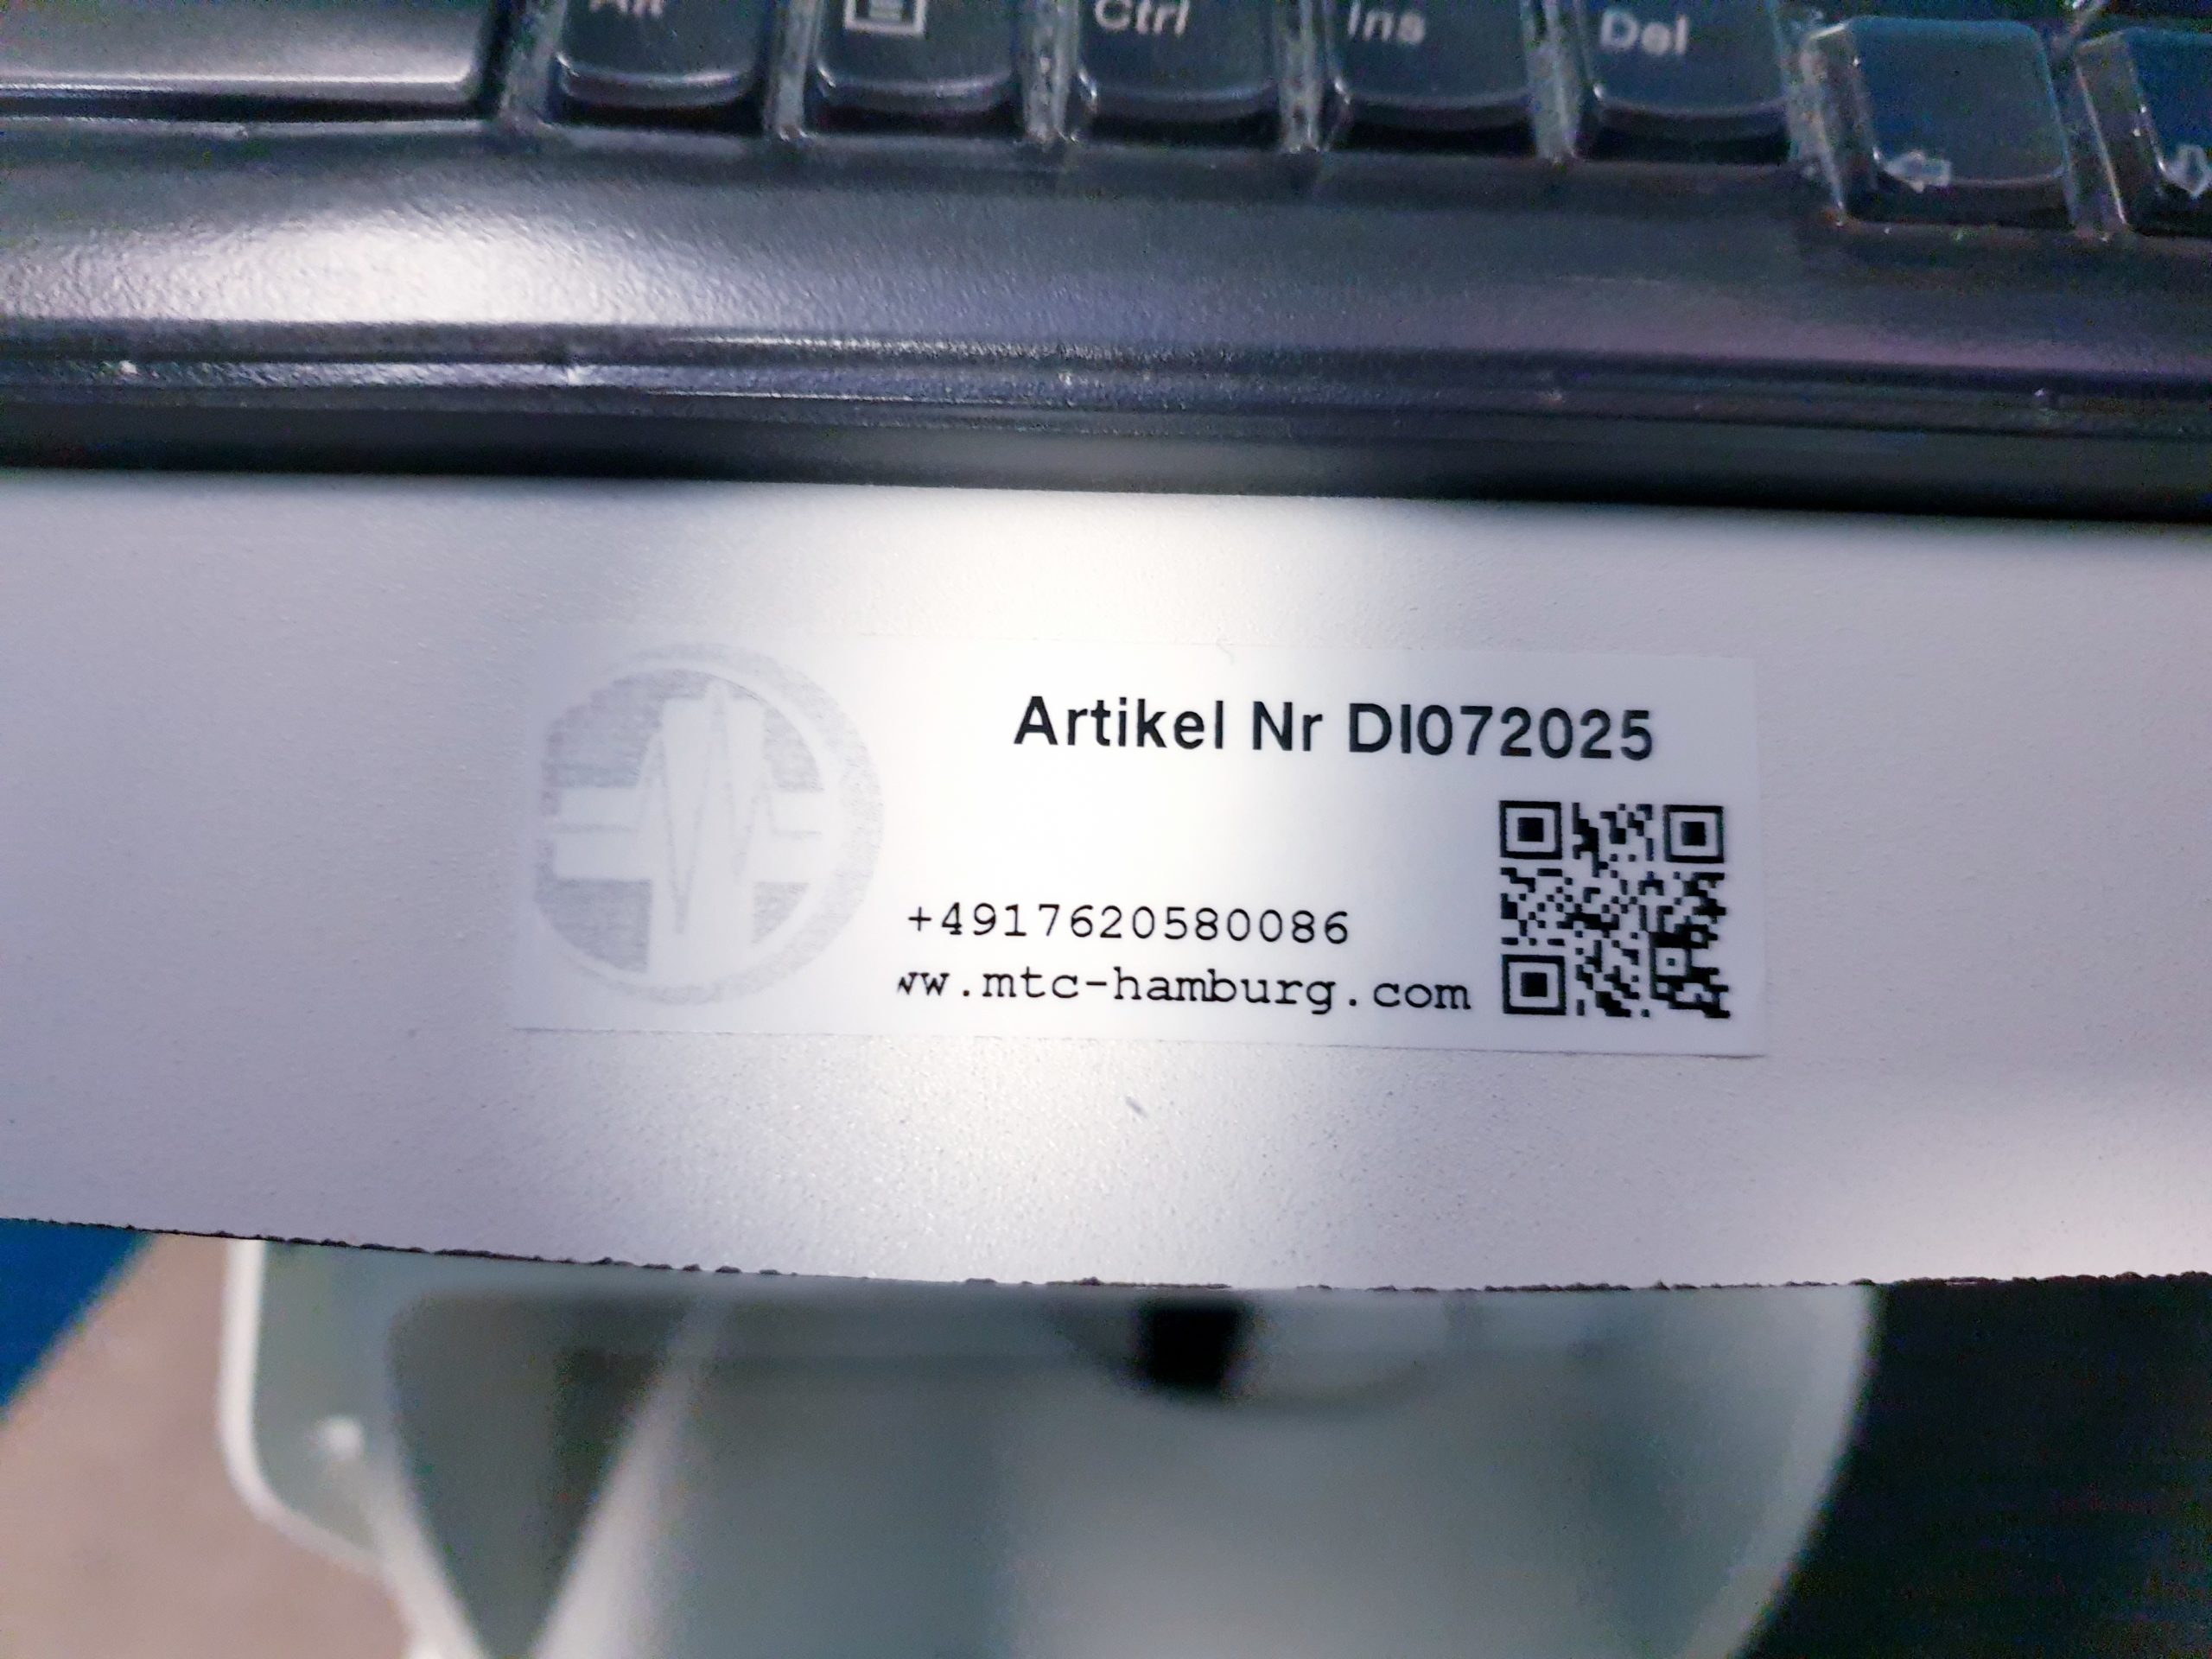 Alt
Ctrl
Ins
Del
Artikel Nr DI072025
+4917620580086
ww.mtc-hamburg.com